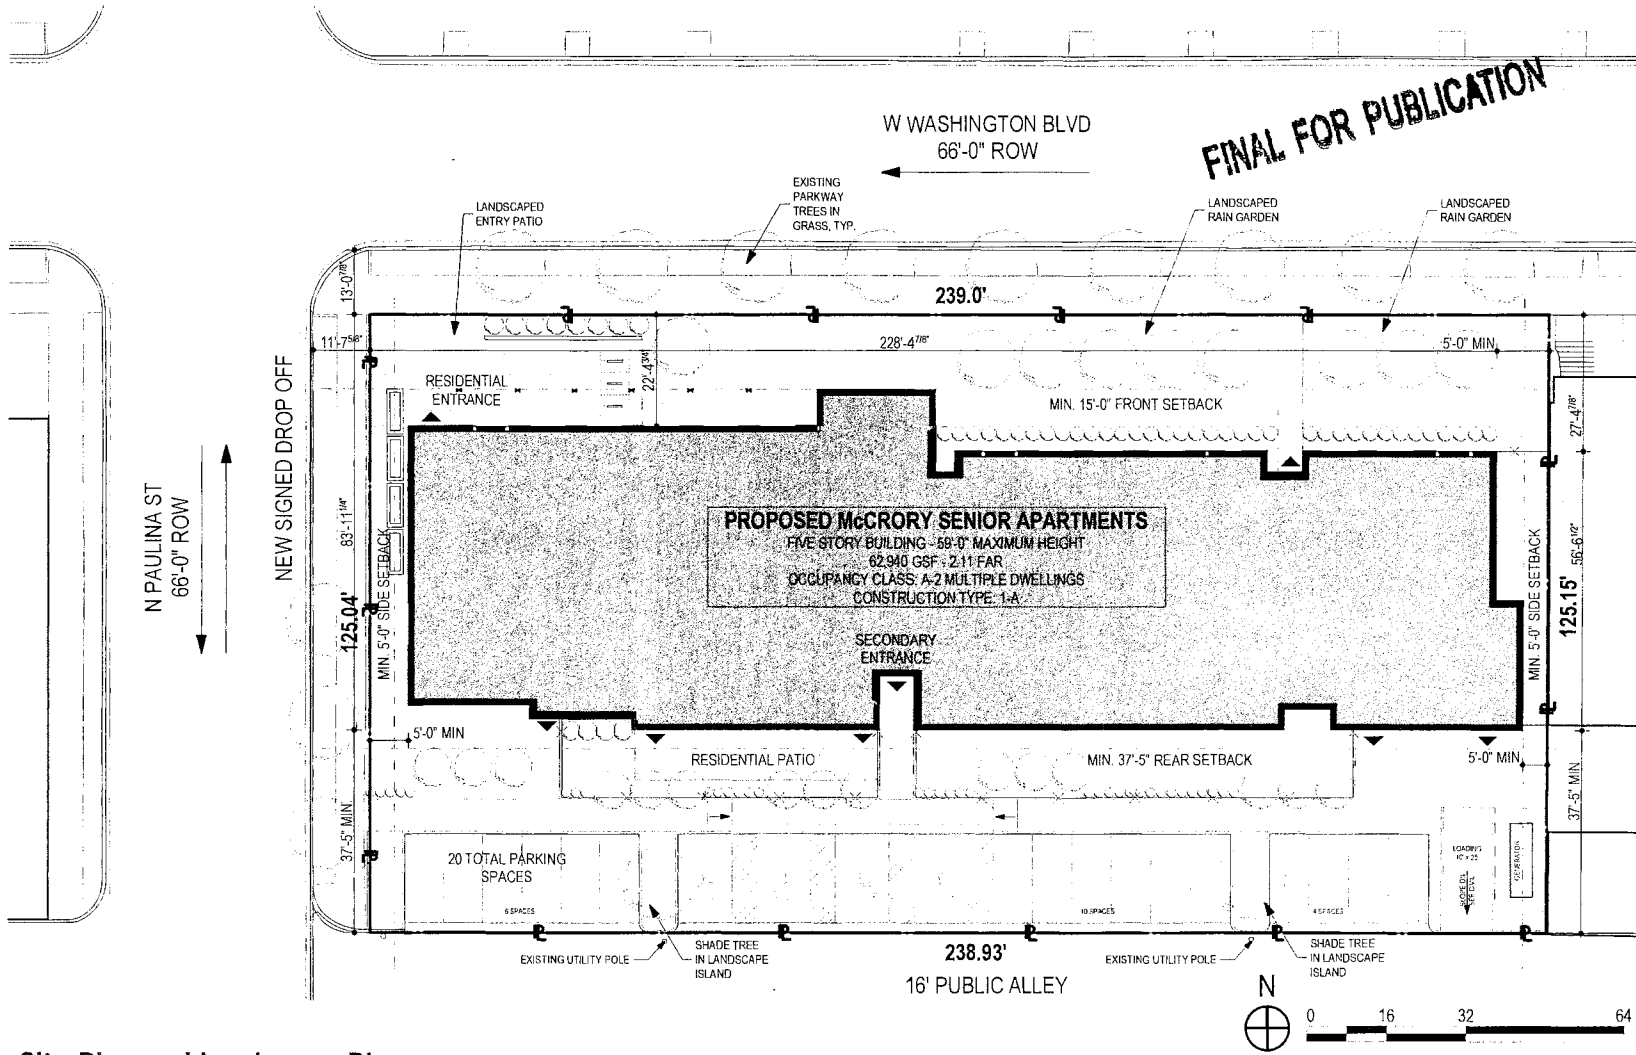 W WASHINGTON BLVD
66'-0" ROW
FINAL FOR PUBLICATION
LANDSCAPED
ENTRY PATIO
EXISTING
PARKWAY
TREES IN
GRASS, TYP.
LANDSCAPED
RAIN GARDEN
LANDSCAPED
RAIN GARDEN
13'-0 7/8"
239.0'
11'-7 5/8"
228'-4 7/8"
5'-0" MIN
22'-4 3/4"
RESIDENTIAL
ENTRANCE
MIN. 15'-0" FRONT SETBACK
27'-4 7/8"
NEW SIGNED DROP OFF
N PAULINA ST
66'-0" ROW
83'-11 1/4"
125.04'
MIN. 5'-0" SIDE SETBACK
PROPOSED McCRORY SENIOR APARTMENTS
FIVE STORY BUILDING - 59'-0" MAXIMUM HEIGHT
62,940 GSF - 2.11 FAR
OCCUPANCY CLASS: A-2 MULTIPLE DWELLINGS
CONSTRUCTION TYPE: 1-A
SECONDARY
ENTRANCE
MIN. 5'-0" SIDE SETBACK
56'-6 1/2"
125.15'
5'-0" MIN
RESIDENTIAL PATIO
MIN. 37'-5" REAR SETBACK
5'-0" MIN
37'-5" MIN.
37'-5" MIN
20 TOTAL PARKING
SPACES
6 SPACES
10 SPACES
4 SPACES
LOADING
10' x 25'
GENERATOR
EXISTING UTILITY POLE
SHADE TREE
IN LANDSCAPE
ISLAND
238.93'
16' PUBLIC ALLEY
EXISTING UTILITY POLE
SHADE TREE
IN LANDSCAPE
ISLAND
N
0 16 32 64